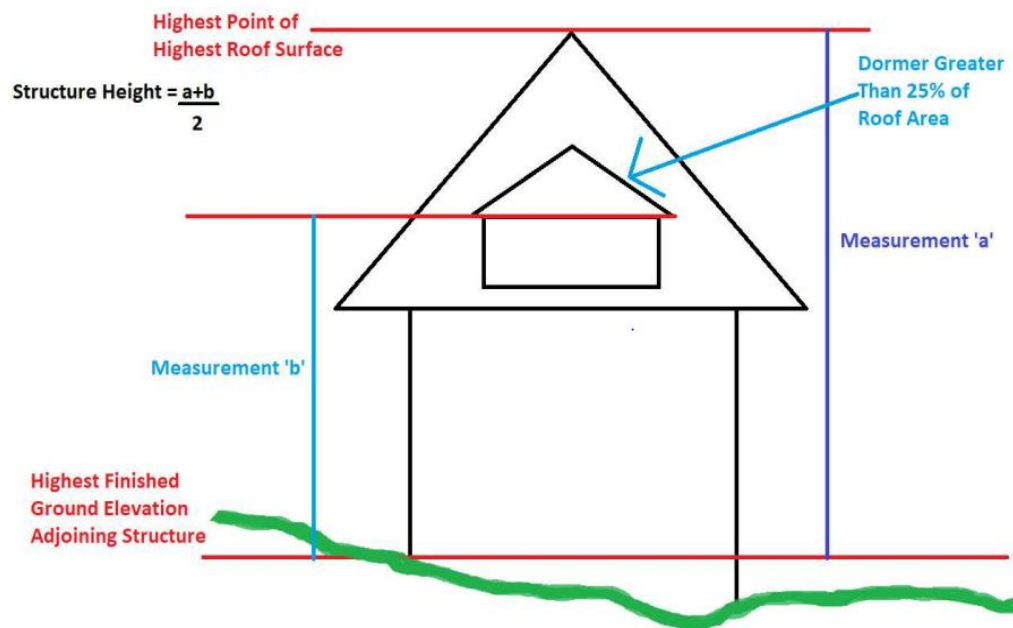 Highest Point of
Highest Roof Surface
Structure Height = a+b
2
Dormer Greater
Than 25% of
Roof Area
Measurement 'a'
Measurement 'b'
Highest Finished
Ground Elevation
Adjoining Structure